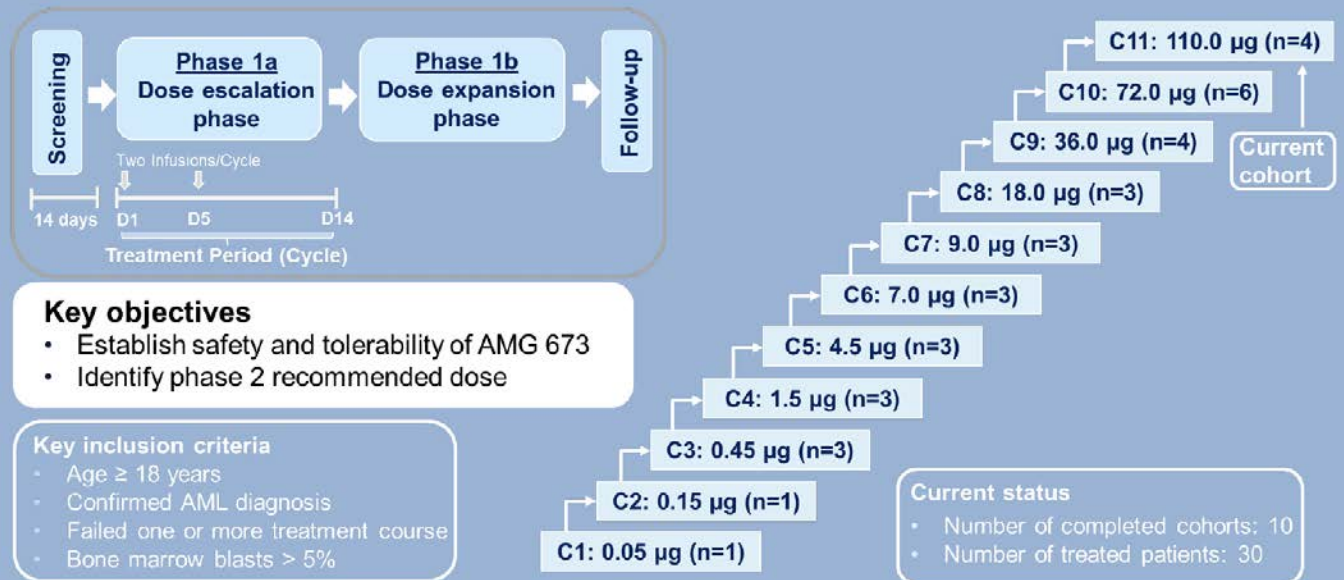 Screening
Phase 1a
Dose escalation
phase
Phase 1b
Dose expansion
phase
Follow-up
Two Infusions/Cycle
14 days
D1
D5
D14
Treatment Period (Cycle)
Key objectives
• Establish safety and tolerability of AMG 673
• Identify phase 2 recommended dose
Key inclusion criteria
• Age ≥ 18 years
• Confirmed AML diagnosis
• Failed one or more treatment course
• Bone marrow blasts > 5%
C11: 110.0 µg (n=4)
C10: 72.0 µg (n=6)
C9: 36.0 µg (n=4)
C8: 18.0 µg (n=3)
C7: 9.0 µg (n=3)
C6: 7.0 µg (n=3)
C5: 4.5 µg (n=3)
C4: 1.5 µg (n=3)
C3: 0.45 µg (n=3)
C2: 0.15 µg (n=1)
C1: 0.05 µg (n=1)
Current
cohort
Current status
• Number of completed cohorts: 10
• Number of treated patients: 30